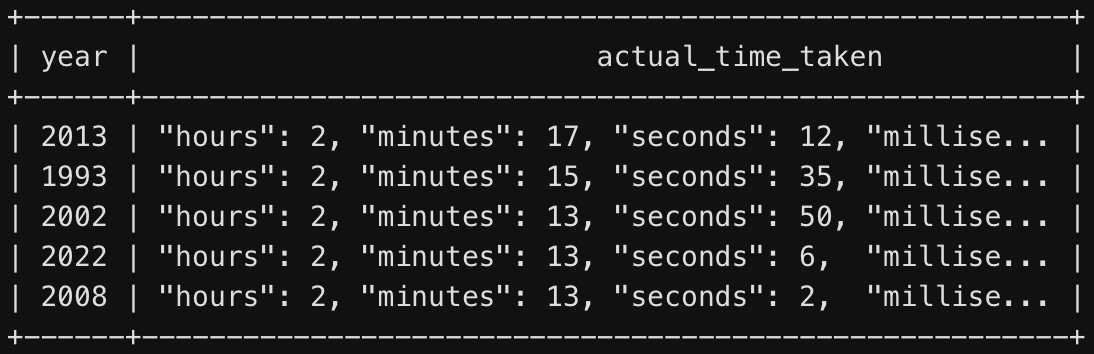 +------+--------------------------------------------------------+
| year |                           actual_time_taken            |
+------+--------------------------------------------------------+
| 2013 | "hours": 2, "minutes": 17, "seconds": 12, "millise... |
| 1993 | "hours": 2, "minutes": 15, "seconds": 35, "millise... |
| 2002 | "hours": 2, "minutes": 13, "seconds": 50, "millise... |
| 2022 | "hours": 2, "minutes": 13, "seconds": 6,  "millise... |
| 2008 | "hours": 2, "minutes": 13, "seconds": 2,  "millise... |
+------+--------------------------------------------------------+